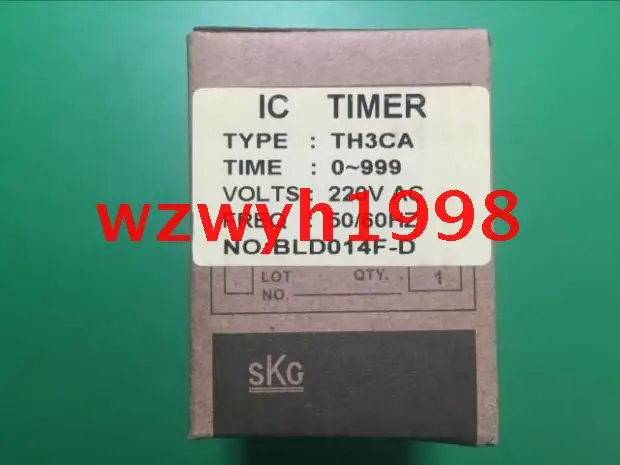 IC TIMER
TYPE : TH3CA
TIME : 0~999
VOLTS : 220V AC
FREQ : 50/60HZ
NO.BLD014F-D
wzwyh1998
LOT QTY. 1
NO.
SKG